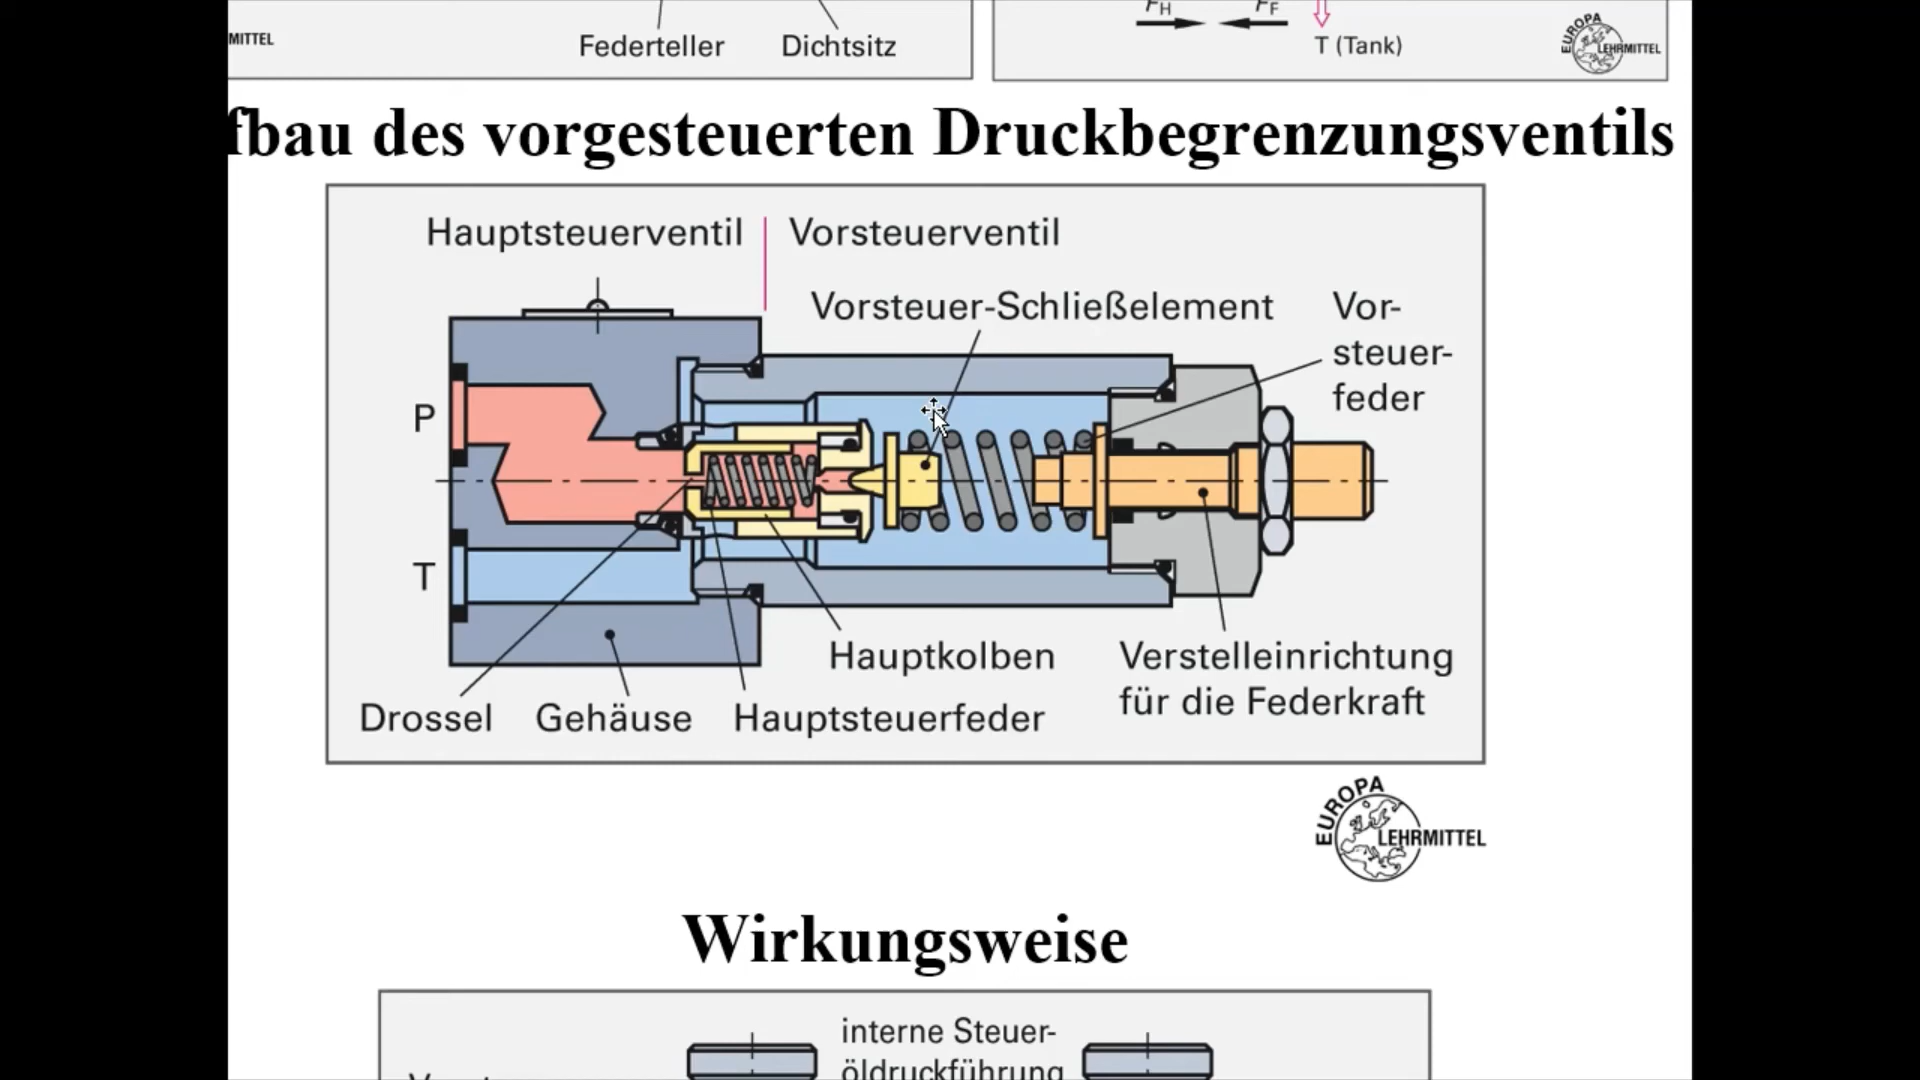 MITTEL
Federteller
Dichtsitz
FH
FF
T (Tank)
EUROPA
LEHRMITTEL
fbau des vorgesteuerten Druckbegrenzungsventils
Hauptsteuerventil
Vorsteuerventil
Vorsteuer-Schließelement
Vor-
steuer-
feder
P
T
Hauptkolben
Verstelleinrichtung
für die Federkraft
Drossel
Gehäuse
Hauptsteuerfeder
EUROPA
LEHRMITTEL
Wirkungsweise
interne Steuer-
öldruckführung